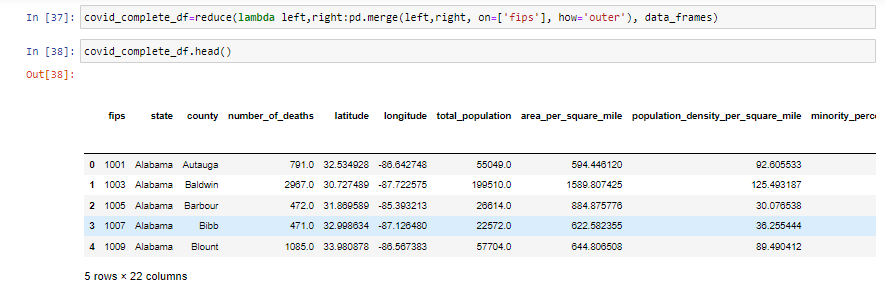 In [37]: covid_complete_df=reduce(lambda left,right:pd.merge(left,right, on=['fips'], how='outer'), data_frames)
In [38]: covid_complete_df.head()
Out[38]:
fips state county number_of_deaths latitude longitude total_population area_per_square_mile population_density_per_square_mile minority_perce
0 1001 Alabama Autauga 791.0 32.534928 -86.642748 55049.0 594.446120 92.605533
1 1003 Alabama Baldwin 2967.0 30.727489 -87.722575 199510.0 1589.807425 125.493187
2 1005 Alabama Barbour 472.0 31.869589 -85.393213 26614.0 884.875776 30.076538
3 1007 Alabama Bibb 471.0 32.998634 -87.126480 22572.0 622.582355 36.255444
4 1009 Alabama Blount 1085.0 33.980878 -86.567383 57704.0 644.806508 89.490412
5 rows × 22 columns